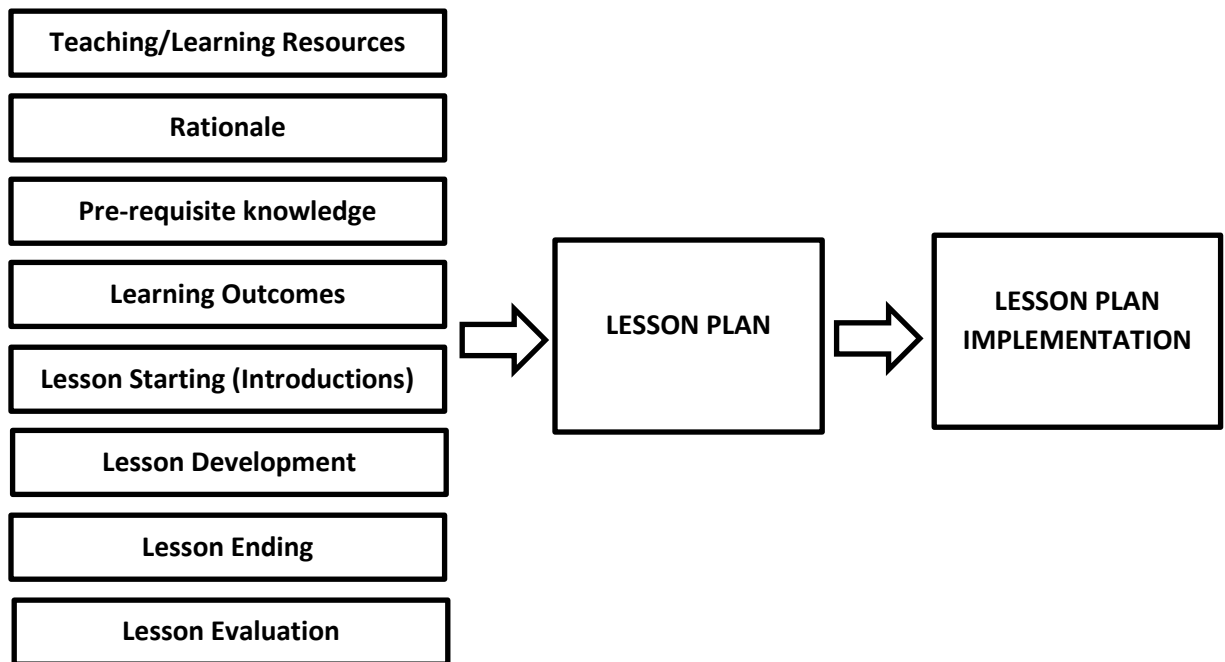 Teaching/Learning Resources
Rationale
Pre-requisite knowledge
Learning Outcomes
Lesson Starting (Introductions)
Lesson Development
Lesson Ending
Lesson Evaluation
LESSON PLAN
LESSON PLAN
IMPLEMENTATION